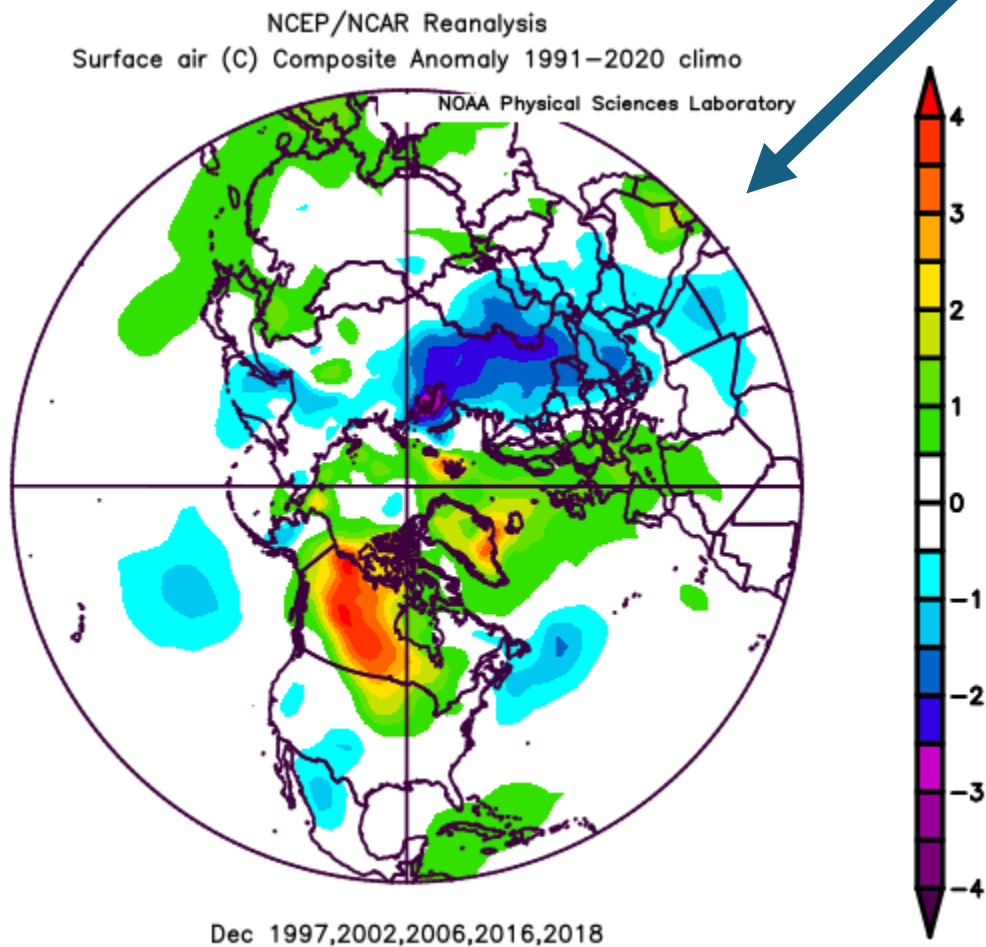 NCEP/NCAR Reanalysis
Surface air (C) Composite Anomaly 1991-2020 climo
NOAA Physical Sciences Laboratory
4
3
2
1
0
-1
-2
-3
-4
Dec 1997,2002,2006,2016,2018